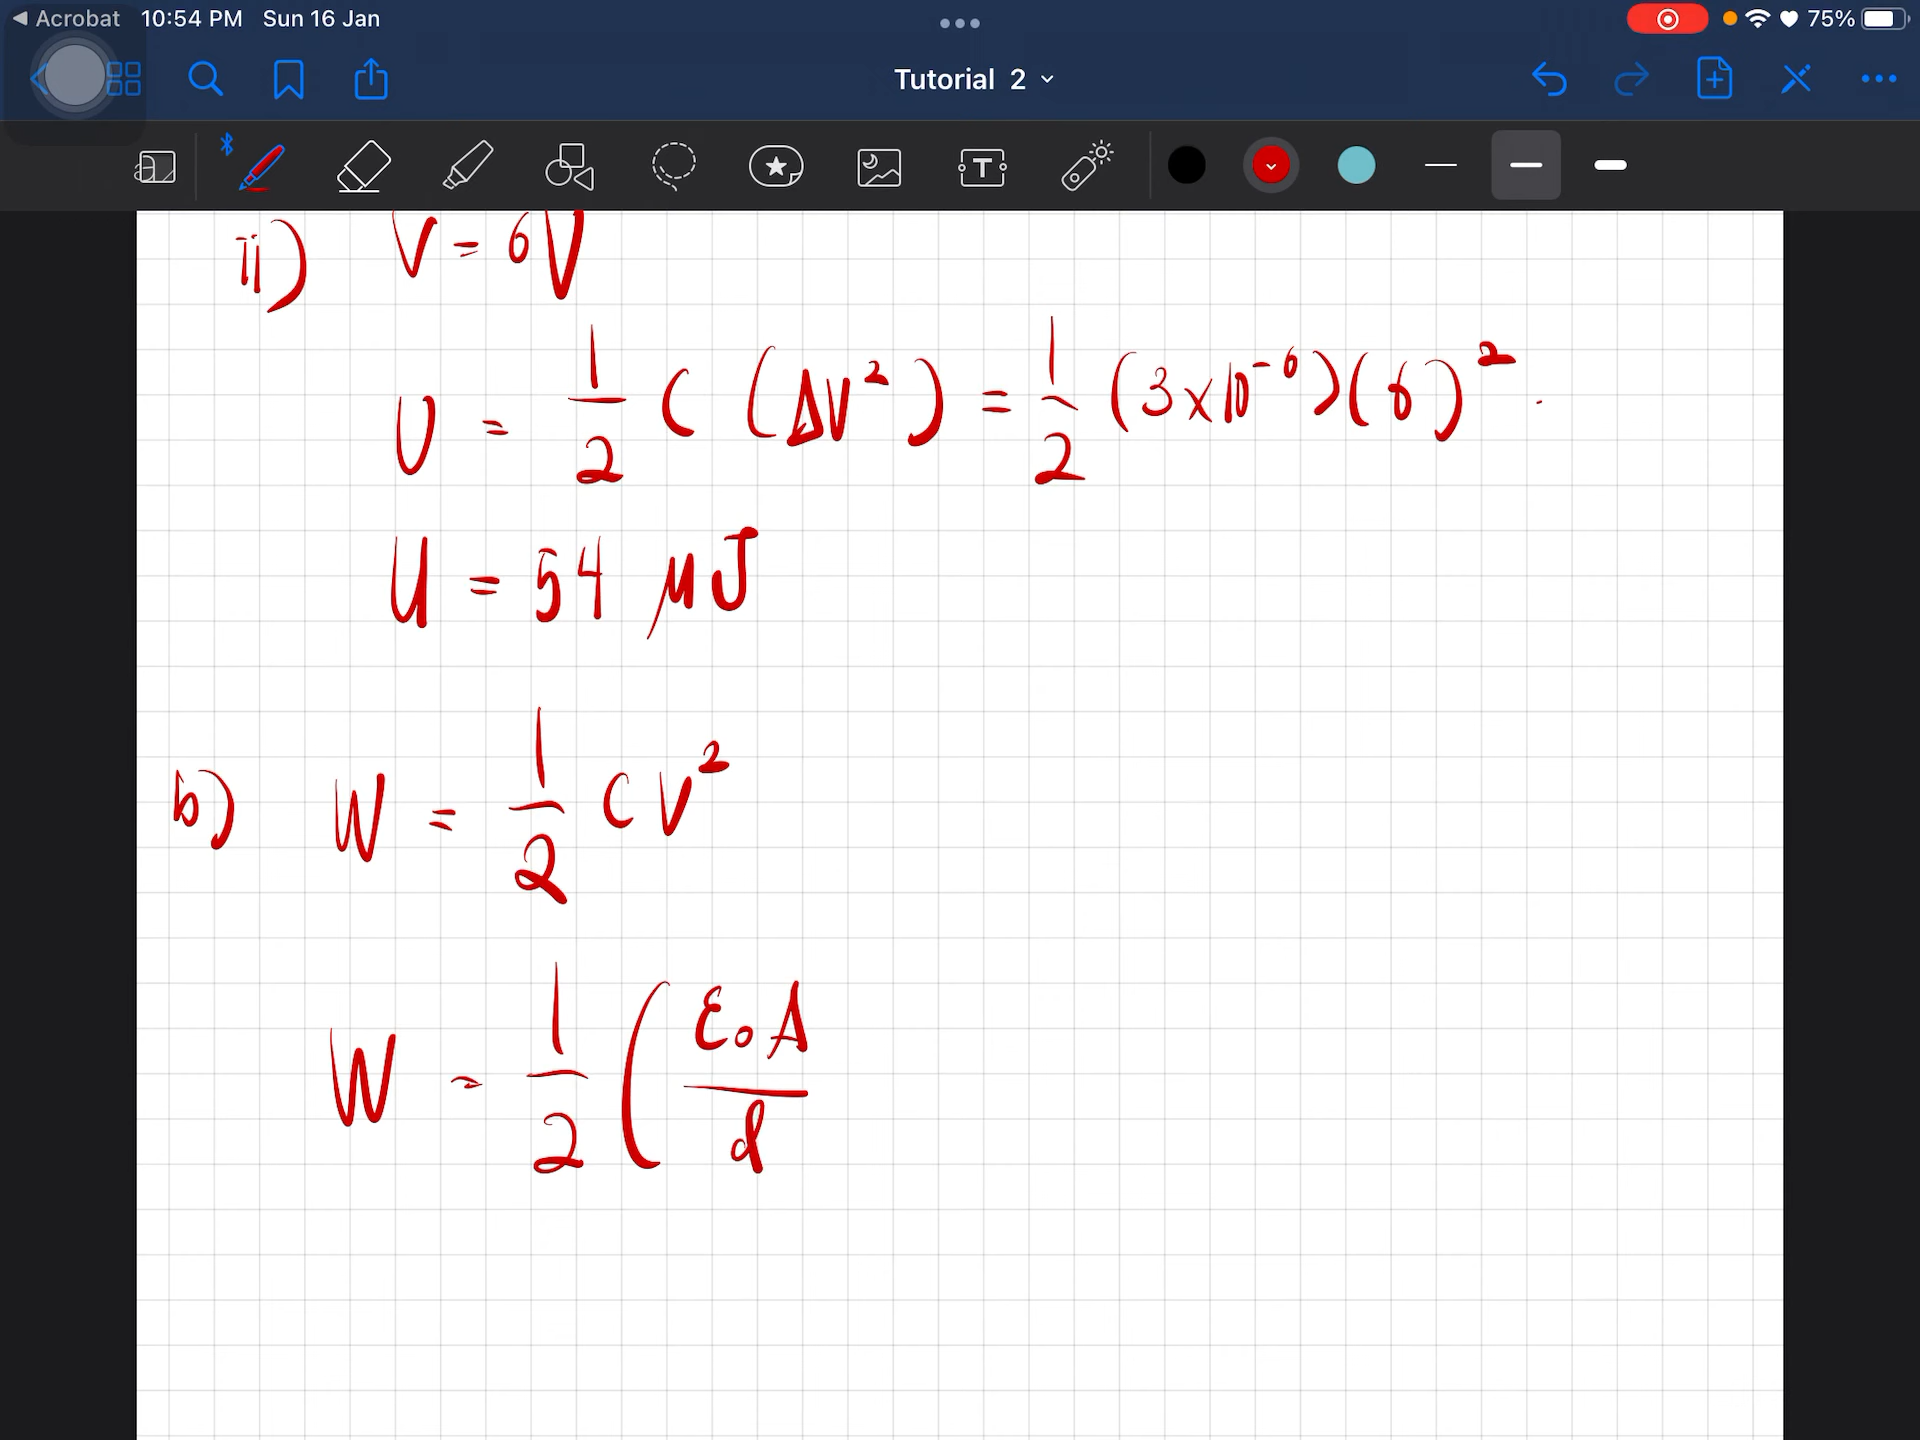 ◀ Acrobat 10:54 PM Sun 16 Jan 75%
Tutorial 2
ii) V = 6V
U = 1/2 C (ΔV²) = 1/2 (3×10⁻⁶)(6)²
U = 54 μJ
b) W = 1/2 CV²
W = 1/2 (ε₀A/d